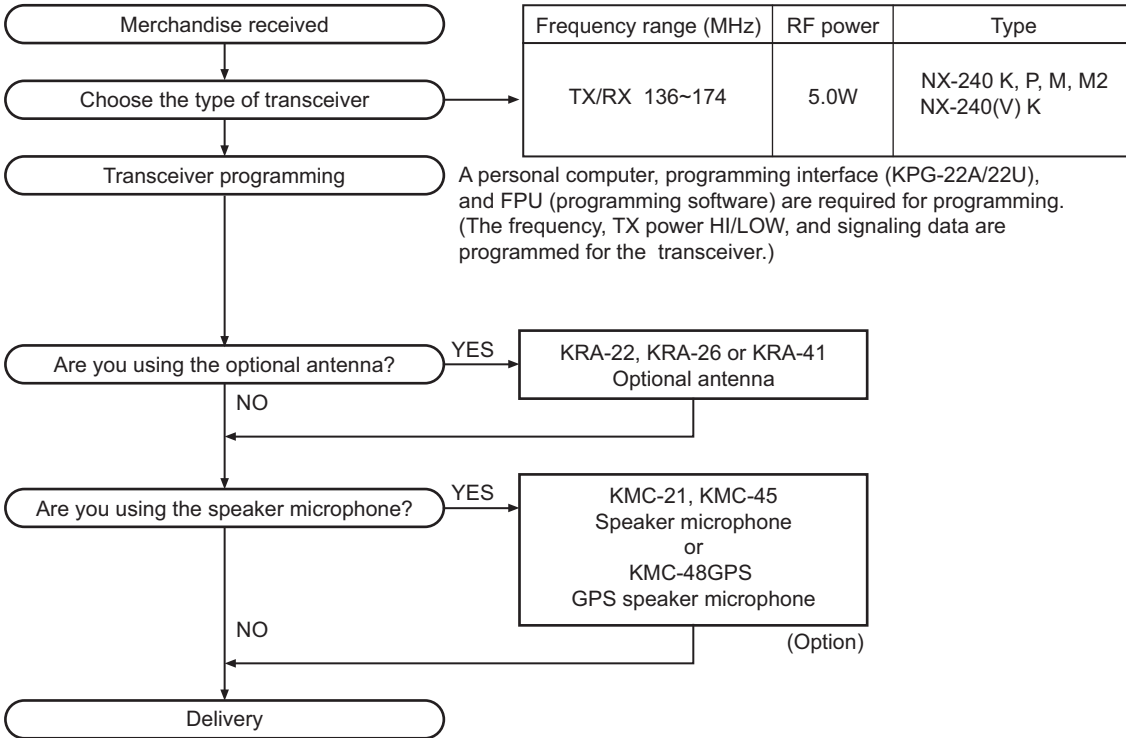 Merchandise received
Frequency range (MHz) RF power Type
Choose the type of transceiver
TX/RX 136~174 5.0W NX-240 K, P, M, M2
NX-240(V) K
Transceiver programming
A personal computer, programming interface (KPG-22A/22U),
and FPU (programming software) are required for programming.
(The frequency, TX power HI/LOW, and signaling data are
programmed for the transceiver.)
Are you using the optional antenna?
YES
KRA-22, KRA-26 or KRA-41
Optional antenna
NO
Are you using the speaker microphone?
YES
KMC-21, KMC-45
Speaker microphone
or
KMC-48GPS
GPS speaker microphone
(Option)
NO
Delivery